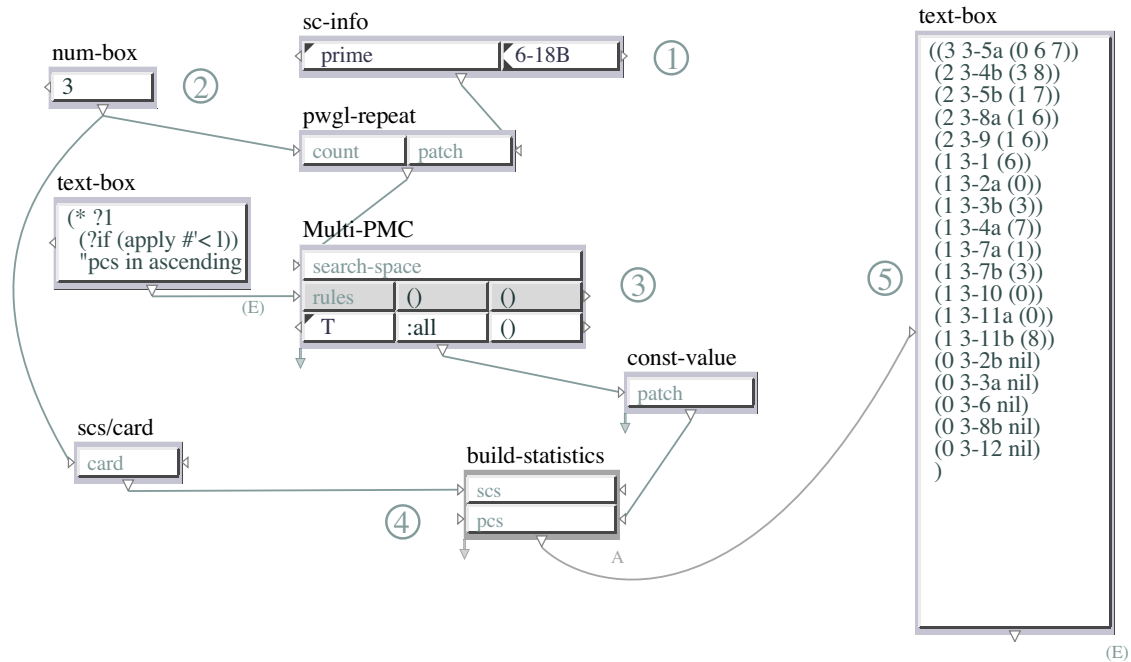 sc-info
prime
6-18B
1
num-box
3
2
pwgl-repeat
count
patch
text-box
(* ?1
(?if (apply #'< l))
"pcs in ascending
(E)
Multi-PMC
search-space
rules
()
()
T
:all
()
3
const-value
patch
scs/card
card
build-statistics
scs
pcs
4
A
text-box
((3 3-5a (0 6 7))
(2 3-4b (3 8))
(2 3-5b (1 7))
(2 3-8a (1 6))
(2 3-9 (1 6))
(1 3-1 (6))
(1 3-2a (0))
(1 3-3b (3))
(1 3-4a (7))
(1 3-7a (1))
(1 3-7b (3))
(1 3-10 (0))
(1 3-11a (0))
(1 3-11b (8))
(0 3-2b nil)
(0 3-3a nil)
(0 3-6 nil)
(0 3-8b nil)
(0 3-12 nil)
)
5
(E)